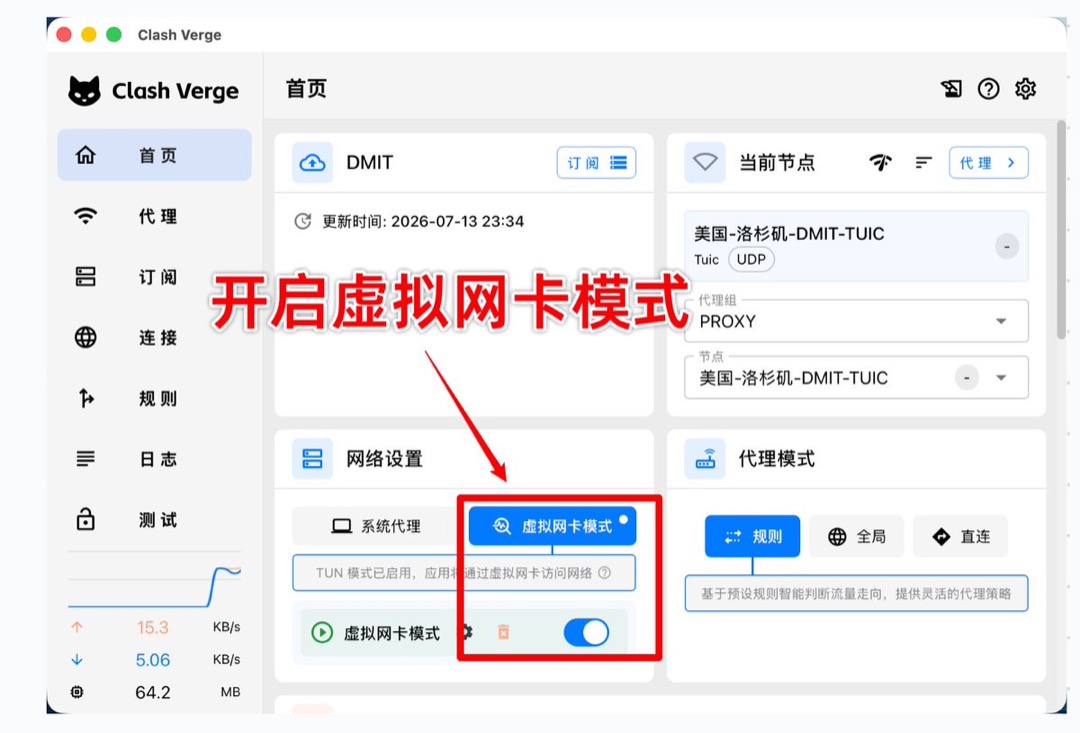 Clash Verge
Clash Verge
首页
首页
代理
订阅
连接
规则
日志
测试
15.3 KB/s
5.06 KB/s
64.2 MB
DMIT
订阅
更新时间: 2026-07-13 23:34
当前节点
代理
美国-洛杉矶-DMIT-TUIC
-
Tuic UDP
代理组
PROXY
节点
美国-洛杉矶-DMIT-TUIC
-
开启虚拟网卡模式
网络设置
系统代理
虚拟网卡模式
TUN 模式已启用，应用将通过虚拟网卡访问网络
虚拟网卡模式
代理模式
规则
全局
直连
基于预设规则智能判断流量走向，提供灵活的代理策略